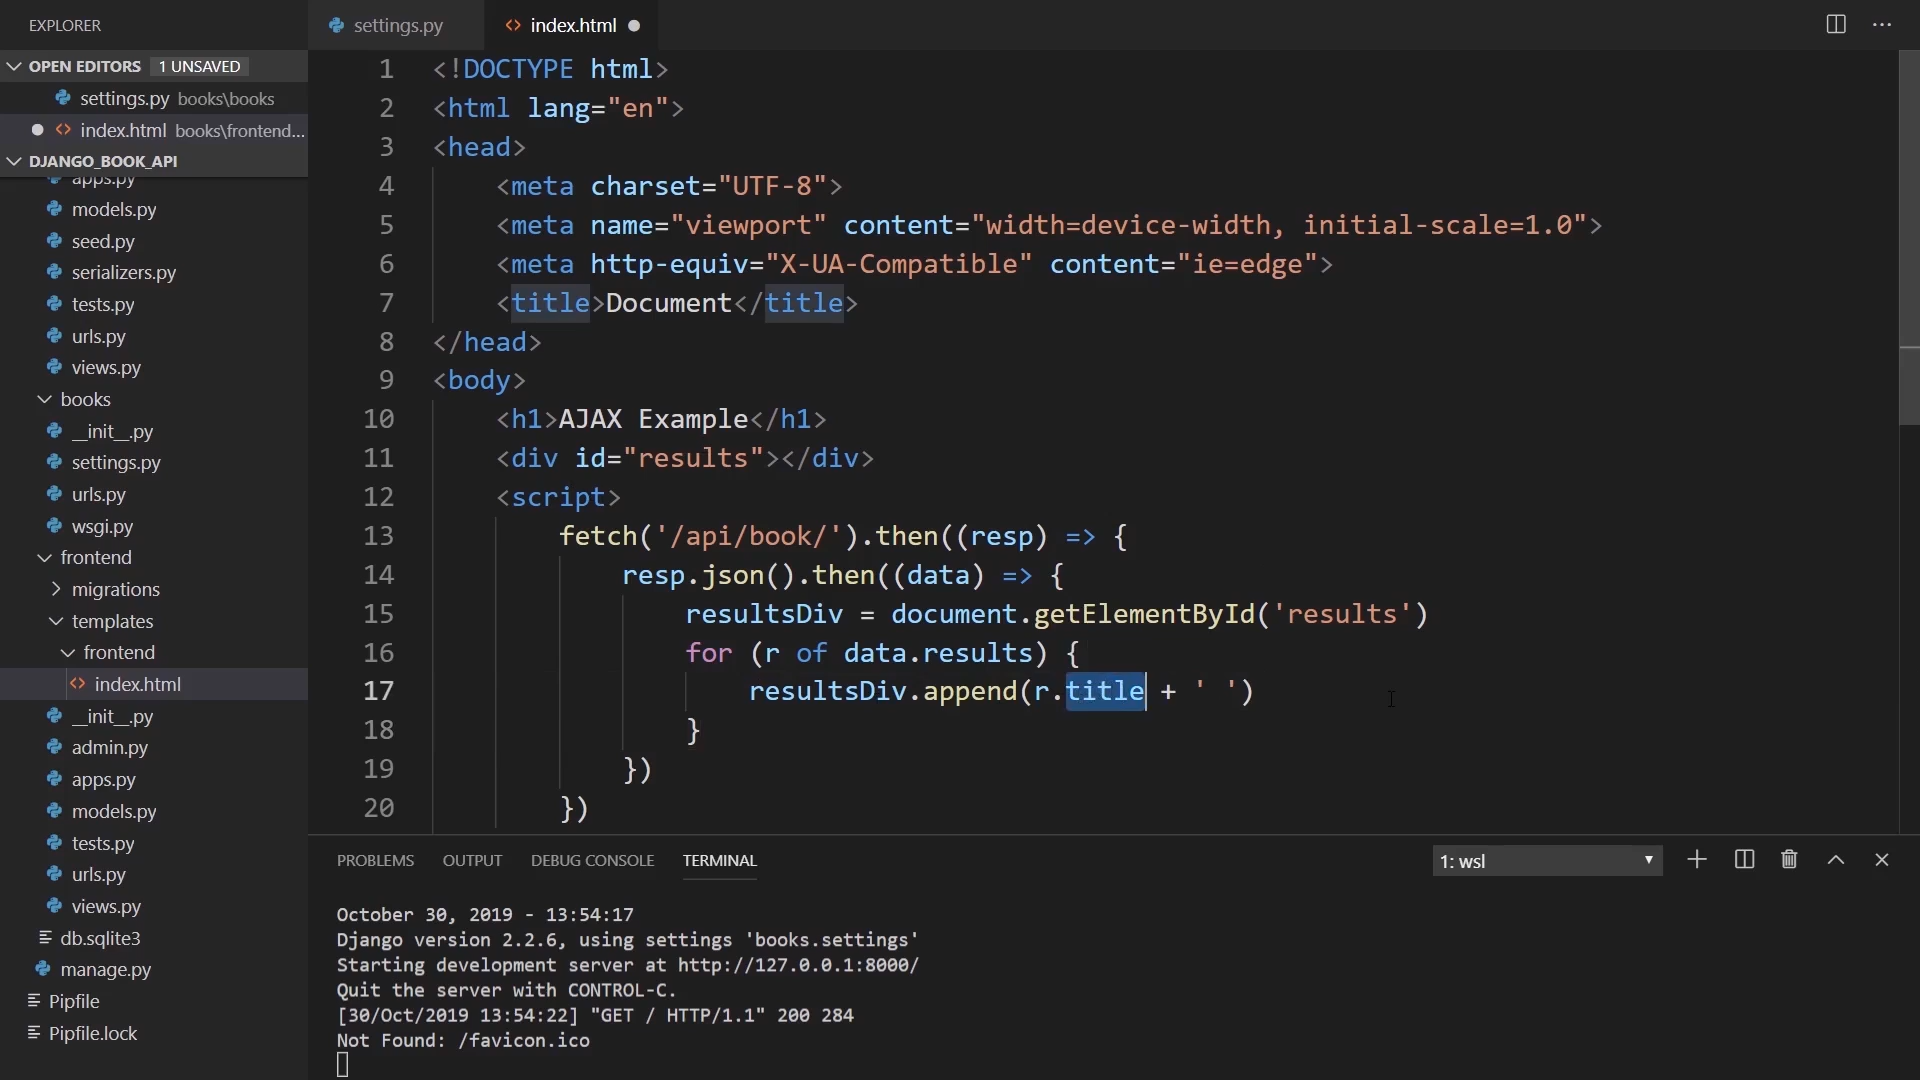 EXPLORER
OPEN EDITORS 1 UNSAVED
settings.py books\books
index.html books\frontend...
DJANGO_BOOK_API
apps.py
models.py
seed.py
serializers.py
tests.py
urls.py
views.py
books
__init__.py
settings.py
urls.py
wsgi.py
frontend
migrations
templates
frontend
index.html
__init__.py
admin.py
apps.py
models.py
tests.py
urls.py
views.py
db.sqlite3
manage.py
Pipfile
Pipfile.lock
settings.py
index.html
1 <!DOCTYPE html>
2 <html lang="en">
3 <head>
4     <meta charset="UTF-8">
5     <meta name="viewport" content="width=device-width, initial-scale=1.0">
6     <meta http-equiv="X-UA-Compatible" content="ie=edge">
7     <title>Document</title>
8 </head>
9 <body>
10     <h1>AJAX Example</h1>
11     <div id="results"></div>
12     <script>
13         fetch('/api/book/').then((resp) => {
14             resp.json().then((data) => {
15                 resultsDiv = document.getElementById('results')
16                 for (r of data.results) {
17                     resultsDiv.append(r.title + ' ')
18                 }
19             })
20         })
PROBLEMS OUTPUT DEBUG CONSOLE TERMINAL
1: wsl
October 30, 2019 - 13:54:17
Django version 2.2.6, using settings 'books.settings'
Starting development server at http://127.0.0.1:8000/
Quit the server with CONTROL-C.
[30/Oct/2019 13:54:22] "GET / HTTP/1.1" 200 284
Not Found: /favicon.ico